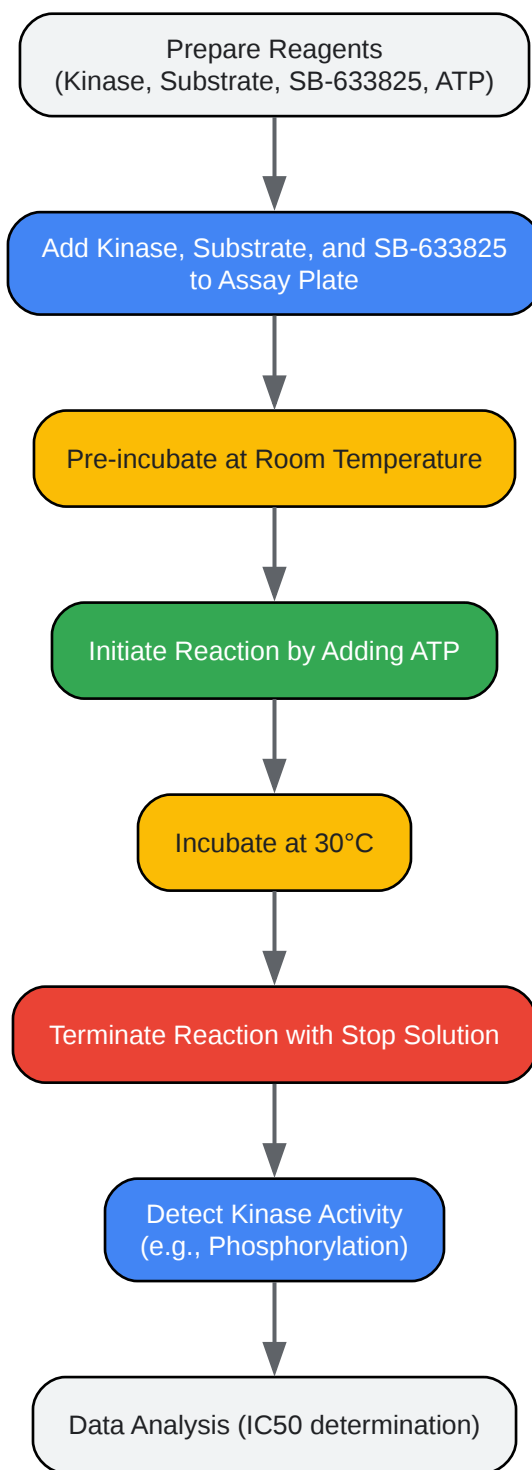 Prepare Reagents
(Kinase, Substrate, SB-633825, ATP)
Add Kinase, Substrate, and SB-633825
to Assay Plate
Pre-incubate at Room Temperature
Initiate Reaction by Adding ATP
Incubate at 30°C
Terminate Reaction with Stop Solution
Detect Kinase Activity
(e.g., Phosphorylation)
Data Analysis (IC50 determination)